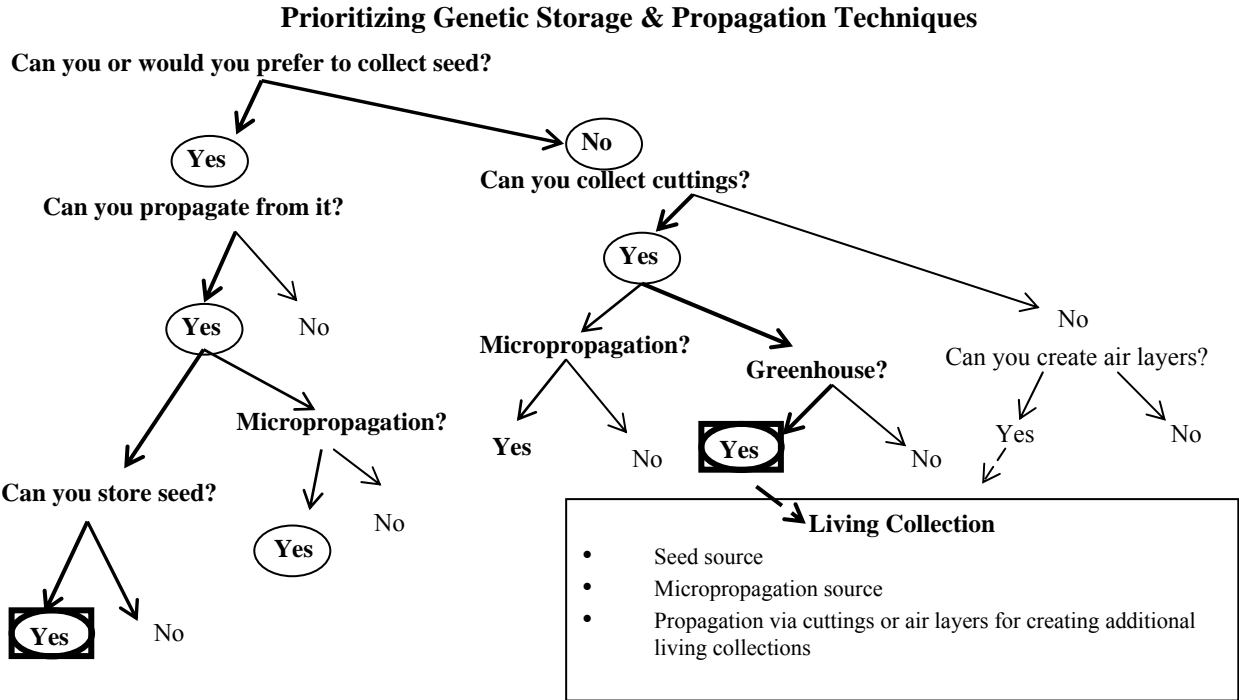 Prioritizing Genetic Storage & Propagation Techniques
Can you or would you prefer to collect seed?
Yes
No
Can you propagate from it?
Can you collect cuttings?
Yes
No
Yes
No
Micropropagation?
Can you store seed?
Yes
No
Yes
No
Micropropagation?
Yes
No
Greenhouse?
Yes
No
Can you create air layers?
Yes
No
Living Collection
• Seed source
• Micropropagation source
• Propagation via cuttings or air layers for creating additional
living collections